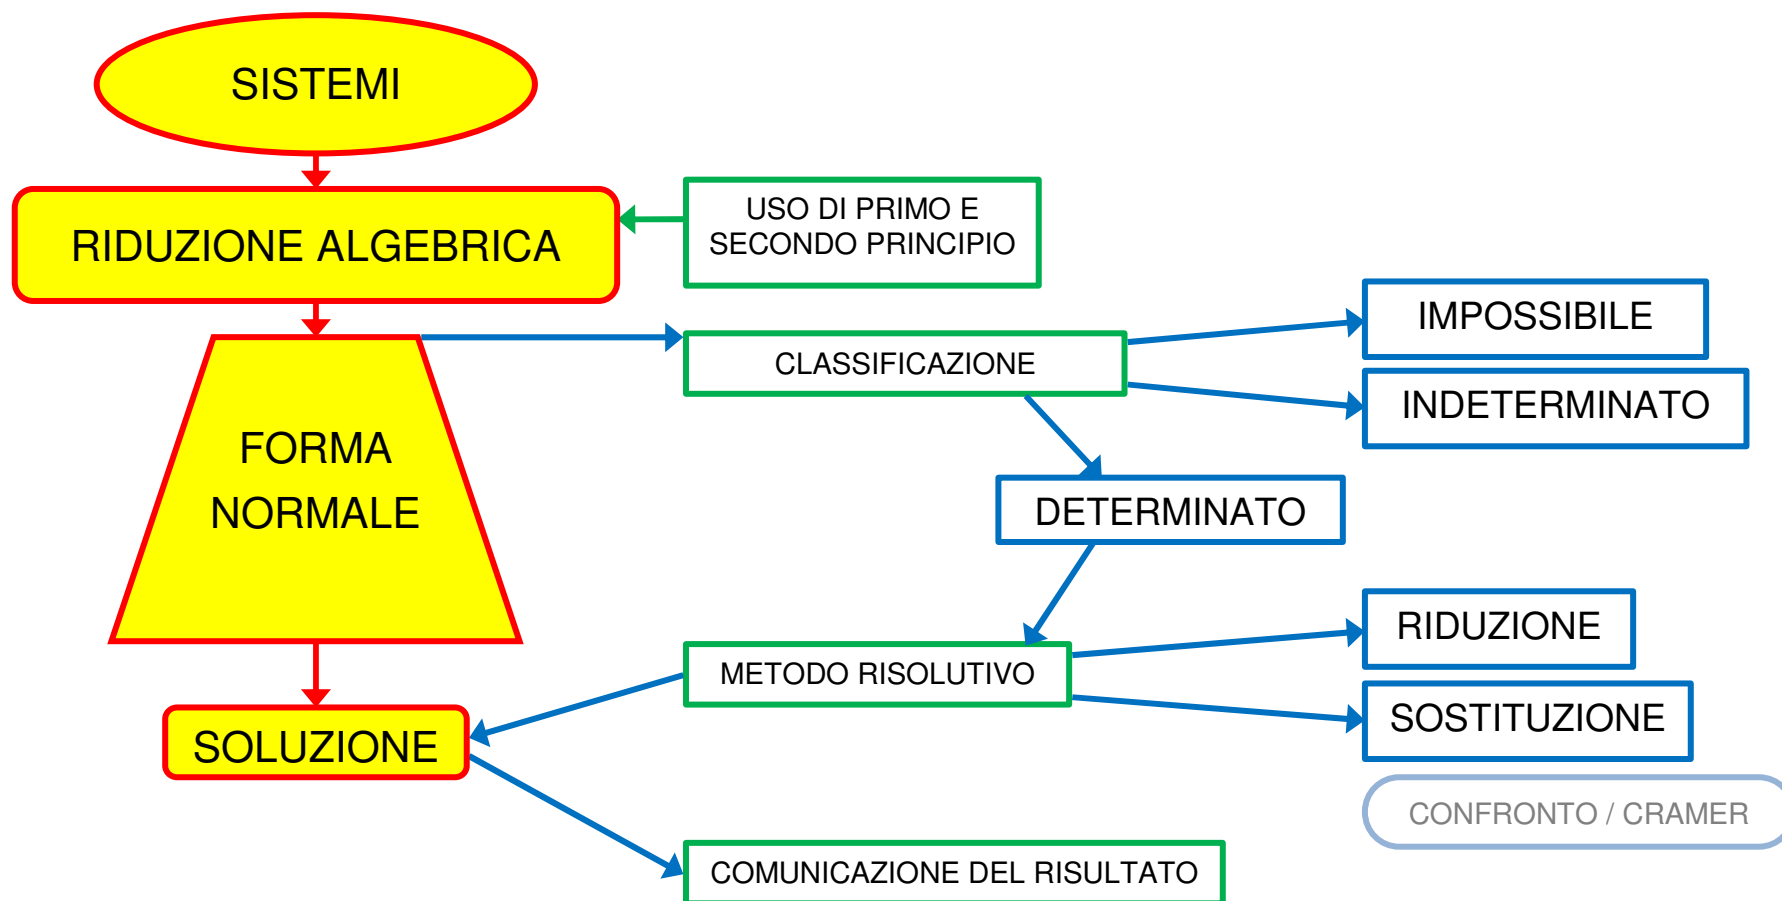 SISTEMI
RIDUZIONE ALGEBRICA
USO DI PRIMO E
SECONDO PRINCIPIO
IMPOSSIBILE
CLASSIFICAZIONE
INDETERMINATO
FORMA
NORMALE
DETERMINATO
RIDUZIONE
METODO RISOLUTIVO
SOSTITUZIONE
SOLUZIONE
CONFRONTO / CRAMER
COMUNICAZIONE DEL RISULTATO